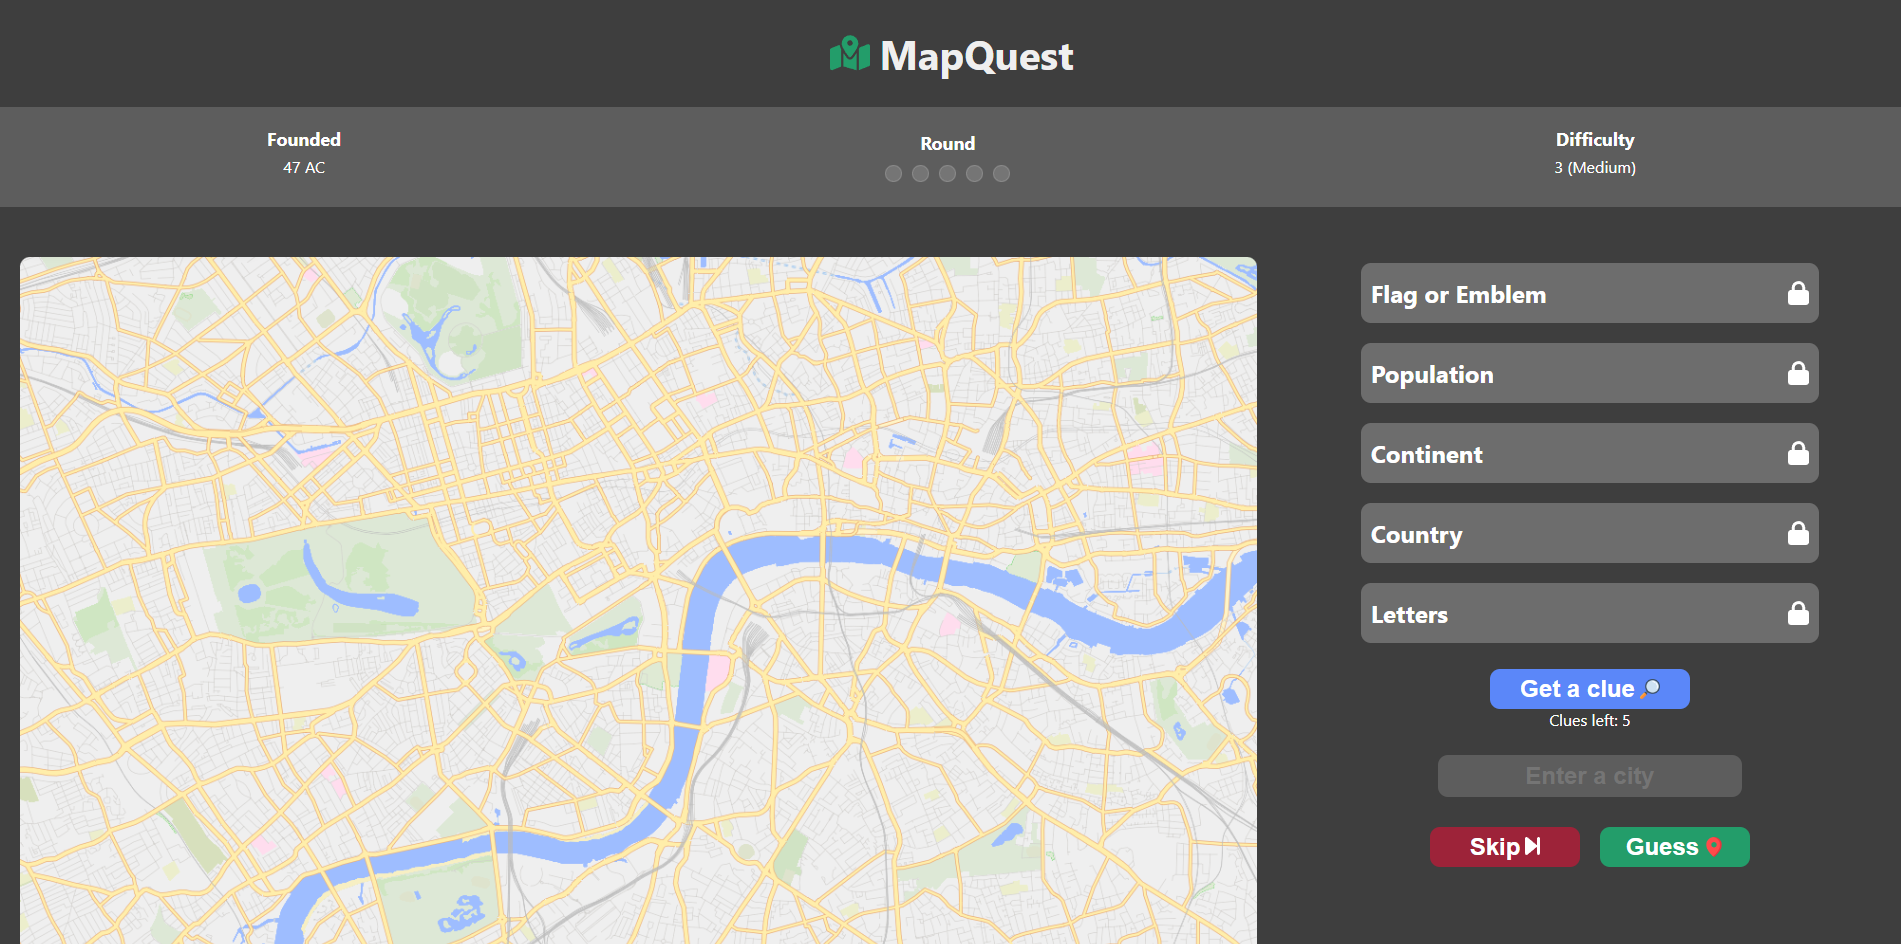 MapQuest
Founded
47 AC
Round
Difficulty
3 (Medium)
Flag or Emblem
Population
Continent
Country
Letters
Get a clue
Clues left: 5
Enter a city
Skip
Guess